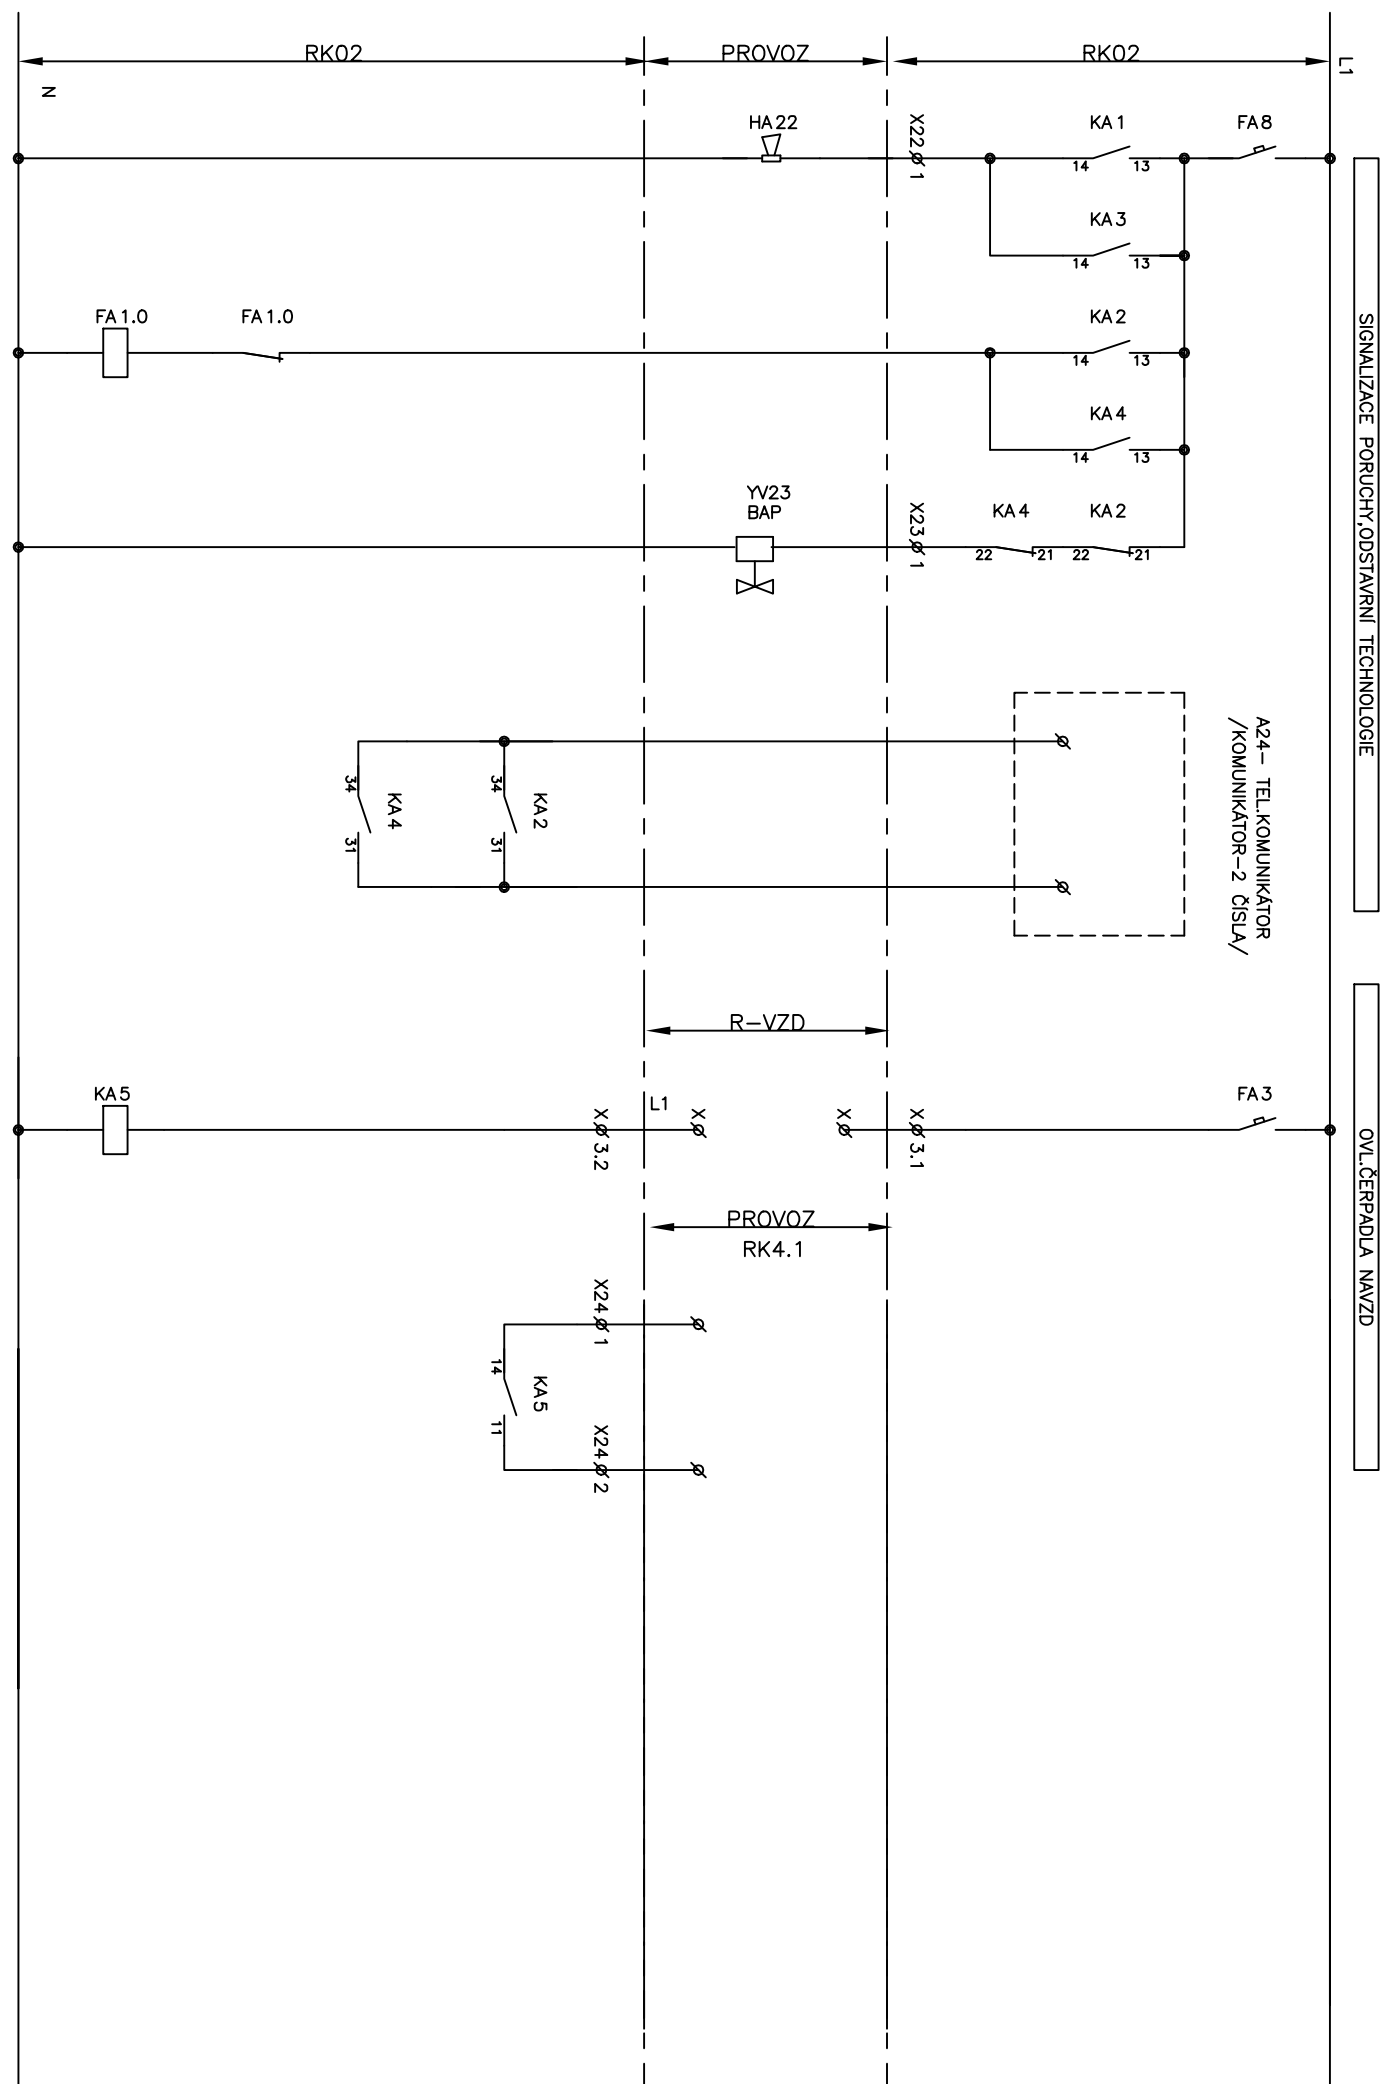 RK02
PROVOZ
RK02
L1
N
HA22
X22
1
KA1
14
13
FA8
KA3
14
13
FA1.0
FA1.0
KA2
14
13
KA4
14
13
YV23
BAP
X23
1
KA4
22
21
KA2
22
21
SIGNALIZACE PORUCHY,ODSTAVRNÍ TECHNOLOGIE
A24- TEL.KOMUNIKÁTOR
/KOMUNIKÁTOR-2 ČÍSLA/
34
KA4
31
34
KA2
31
R-VZD
KA5
X
3.2
L1
X
X
X
3.1
FA3
OVL.ČERPADLA NAVZD
PROVOZ
RK4.1
X24
1
14
KA5
11
X24
2